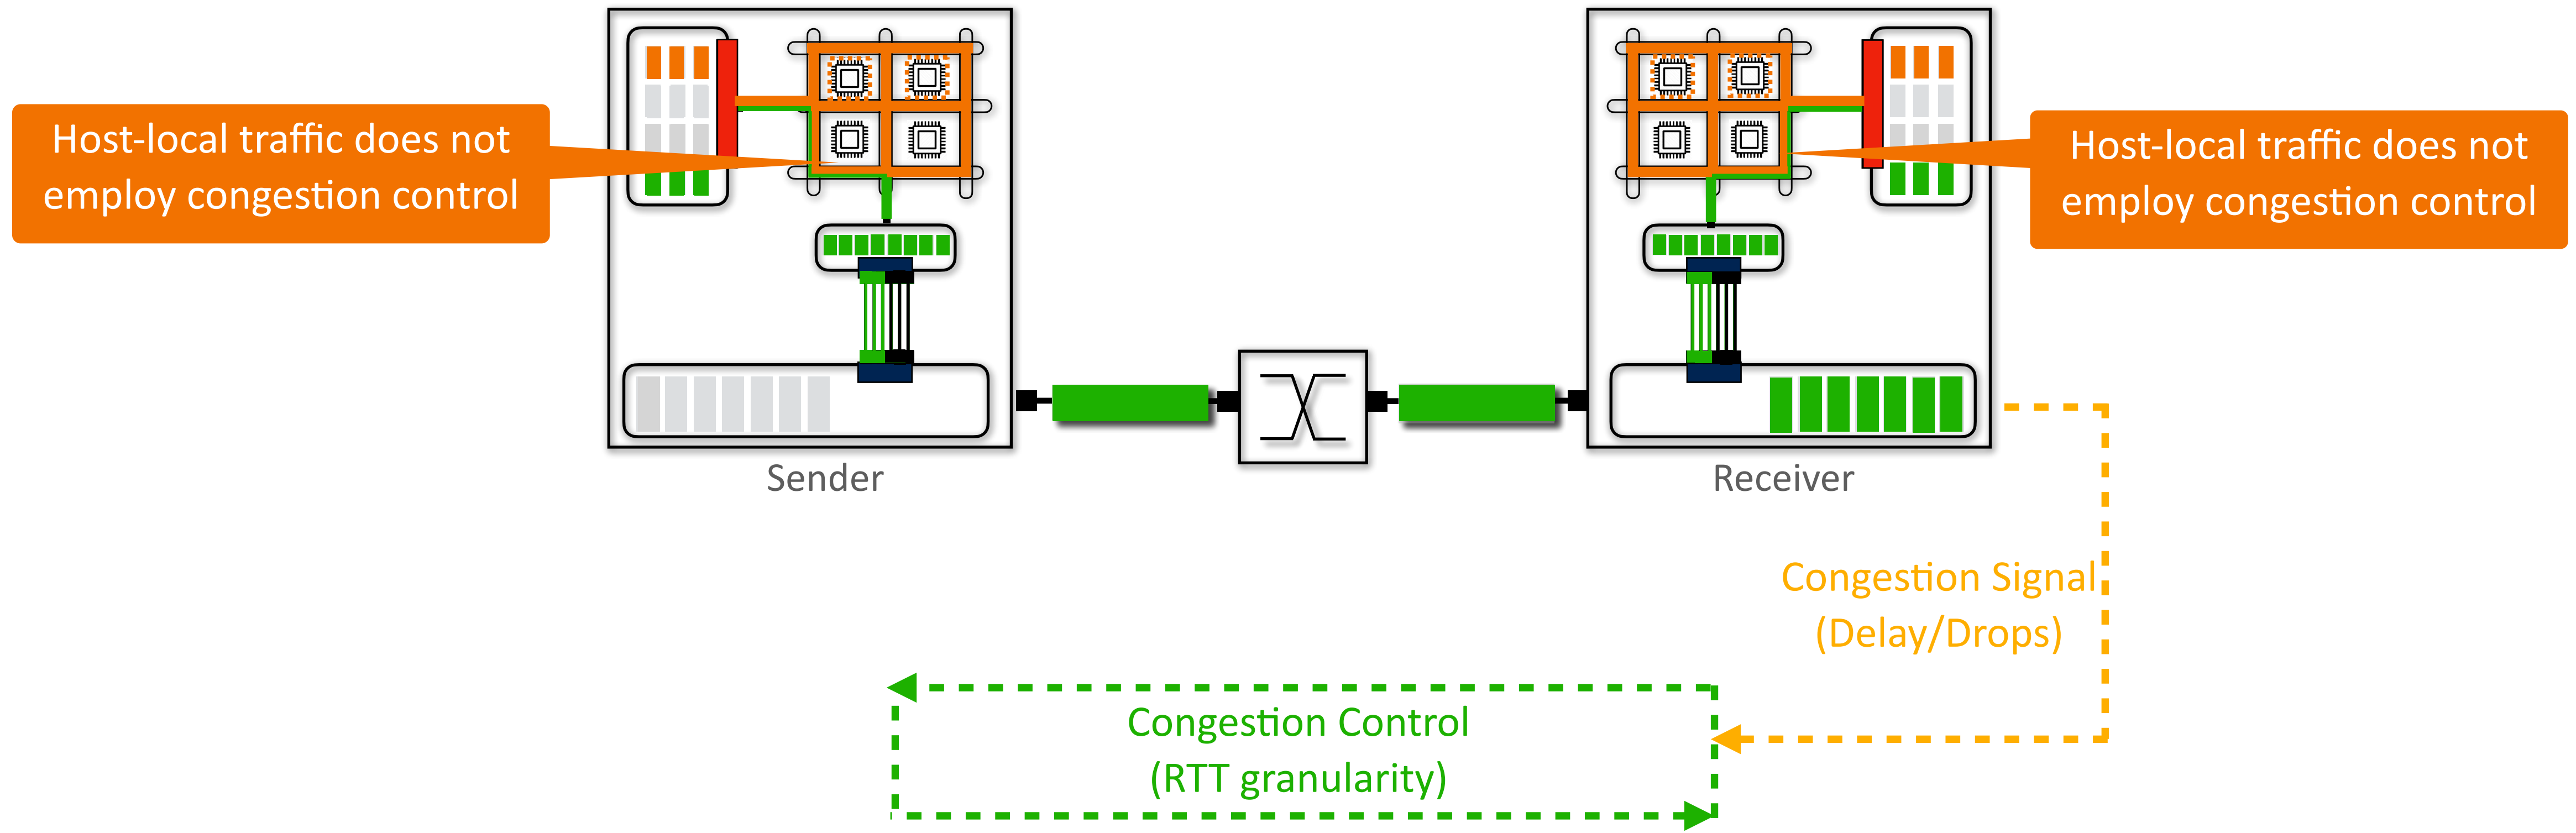 Host-local traffic does not
employ congestion control
Host-local traffic does not
employ congestion control
Sender
Receiver
Congestion Signal
(Delay/Drops)
Congestion Control
(RTT granularity)